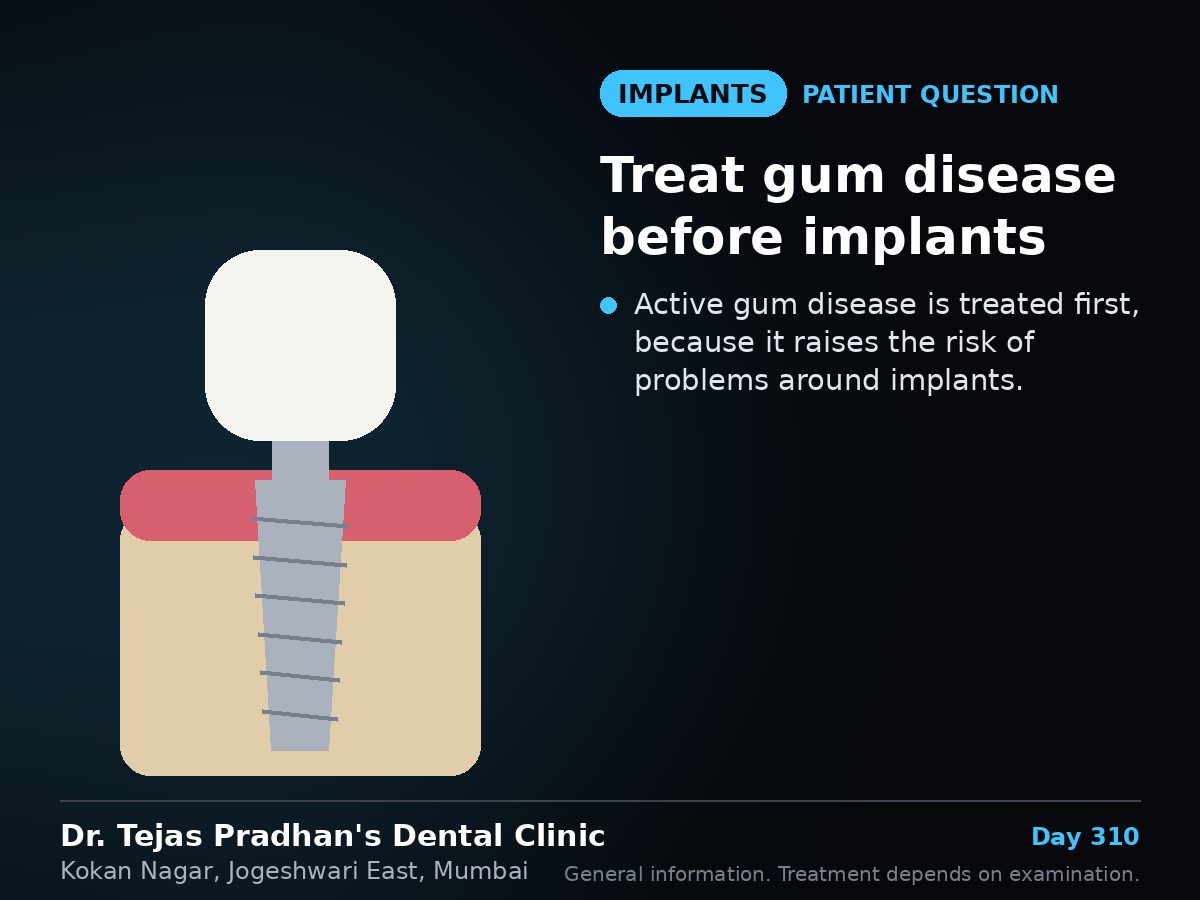 IMPLANTS PATIENT QUESTION
Treat gum disease
before implants
Active gum disease is treated first,
because it raises the risk of
problems around implants.
Dr. Tejas Pradhan's Dental Clinic
Day 310
Kokan Nagar, Jogeshwari East, Mumbai
General information. Treatment depends on examination.